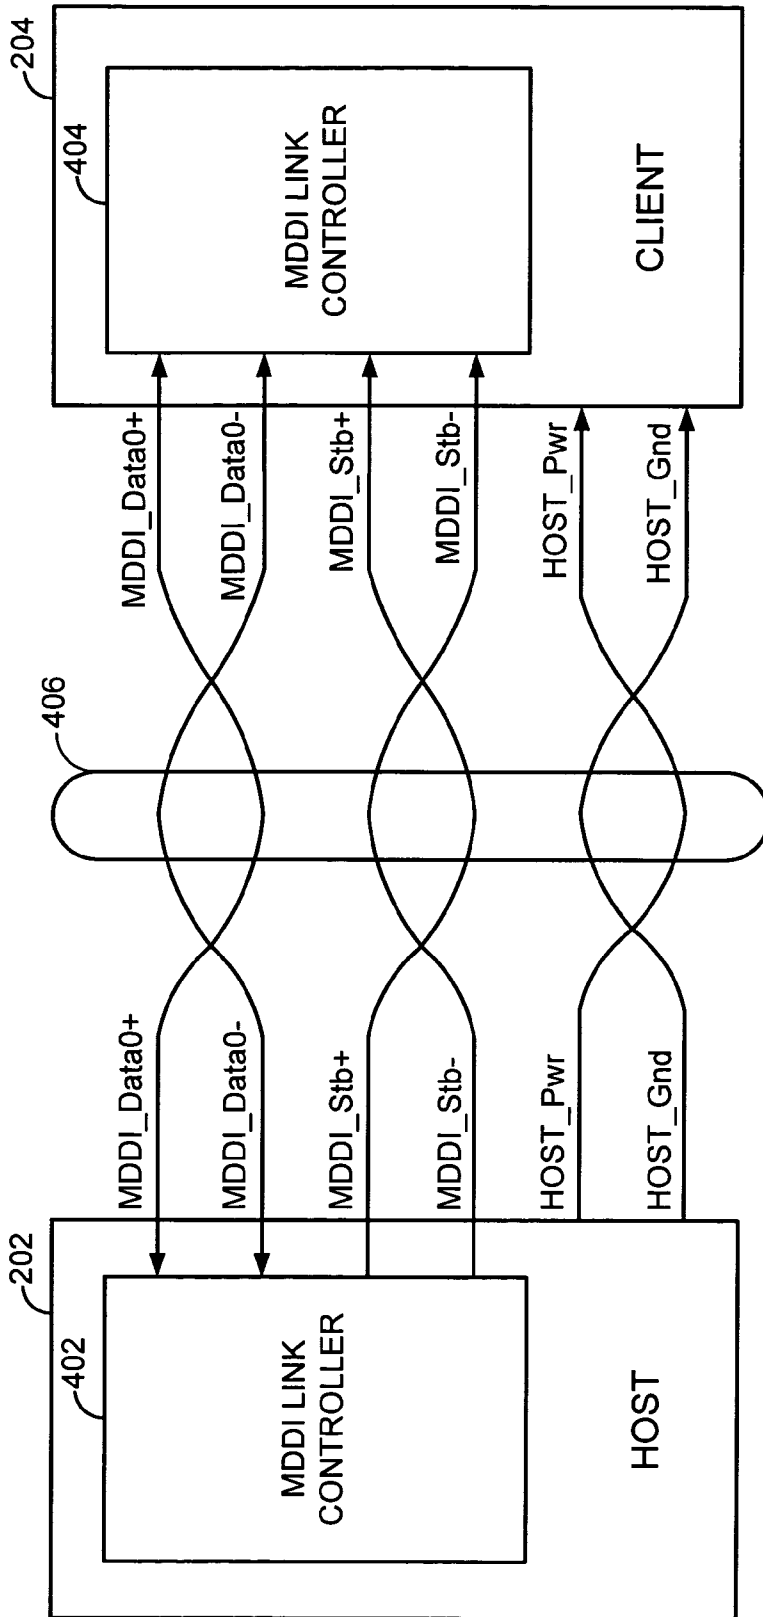 202
402
MDDI LINK
CONTROLLER
HOST
MDDI_Data0+
MDDI_Data0-
MDDI_Stb+
MDDI_Stb-
HOST_Pwr
HOST_Gnd
406
MDDI_Data0+
MDDI_Data0-
MDDI_Stb+
MDDI_Stb-
HOST_Pwr
HOST_Gnd
204
404
MDDI LINK
CONTROLLER
CLIENT